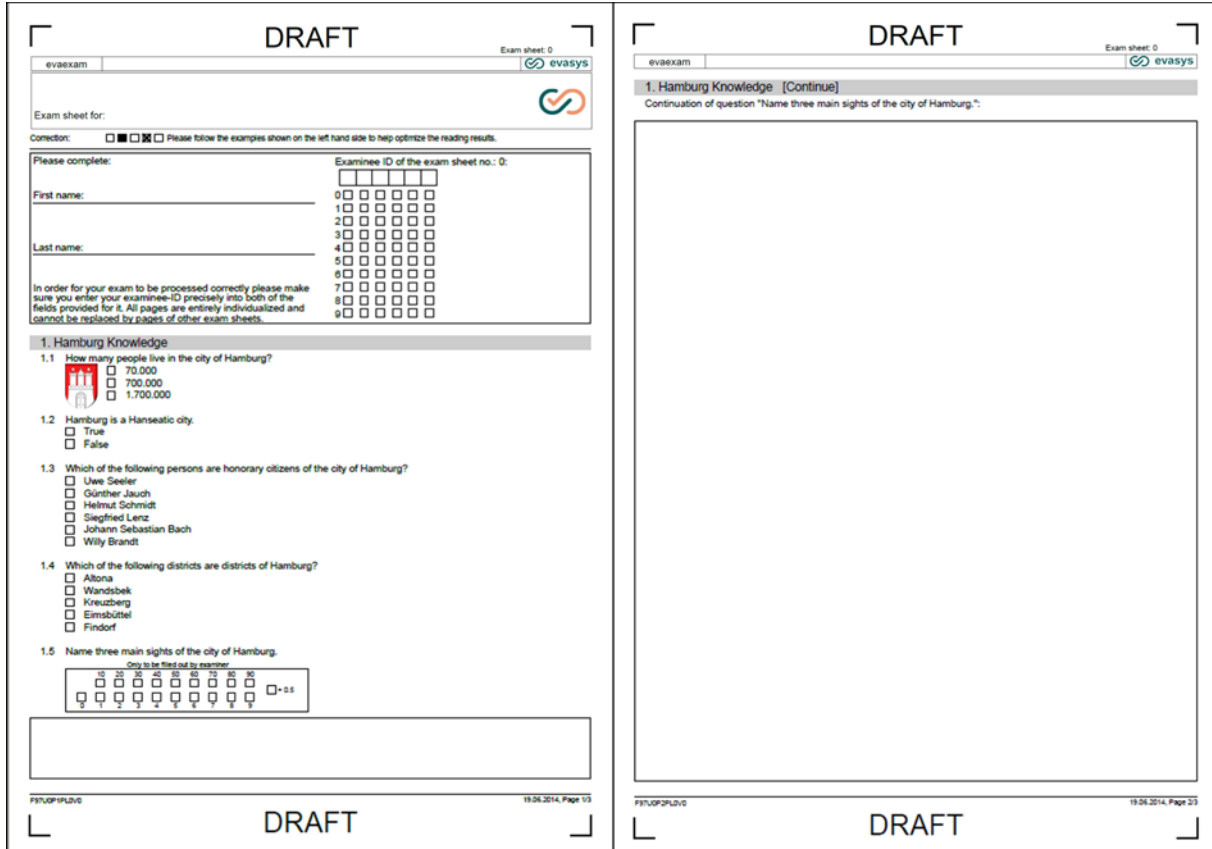 DRAFT
Exam sheet: 0
evaexam
evasys
Exam sheet for:
Correction: Please follow the examples shown on the left hand side to help optimize the reading results.
Please complete:
First name:
Last name:
In order for your exam to be processed correctly please make
sure you enter your examinee-ID precisely into both of the
fields provided for it. All pages are entirely individualized and
cannot be replaced by pages of other exam sheets.
Examinee ID of the exam sheet no.: 0:
0
1
2
3
4
5
6
7
8
9
1. Hamburg Knowledge
1.1 How many people live in the city of Hamburg?
70.000
700.000
1.700.000
1.2 Hamburg is a Hanseatic city.
True
False
1.3 Which of the following persons are honorary citizens of the city of Hamburg?
Uwe Seeler
Günther Jauch
Helmut Schmidt
Siegfried Lenz
Johann Sebastian Bach
Willy Brandt
1.4 Which of the following districts are districts of Hamburg?
Altona
Wandsbek
Kreuzberg
Eimsbüttel
Findorf
1.5 Name three main sights of the city of Hamburg.
Only to be filled out by examiner
10 20 30 40 50 60 70 80 90
+ 0.5
0 1 2 3 4 5 6 7 8 9
F97U0P1PL0V0
19.06.2014, Page 1/3
DRAFT
DRAFT
Exam sheet: 0
evaexam
evasys
1. Hamburg Knowledge [Continue]
Continuation of question "Name three main sights of the city of Hamburg.":
F97U0P2PL0V0
19.06.2014, Page 2/3
DRAFT